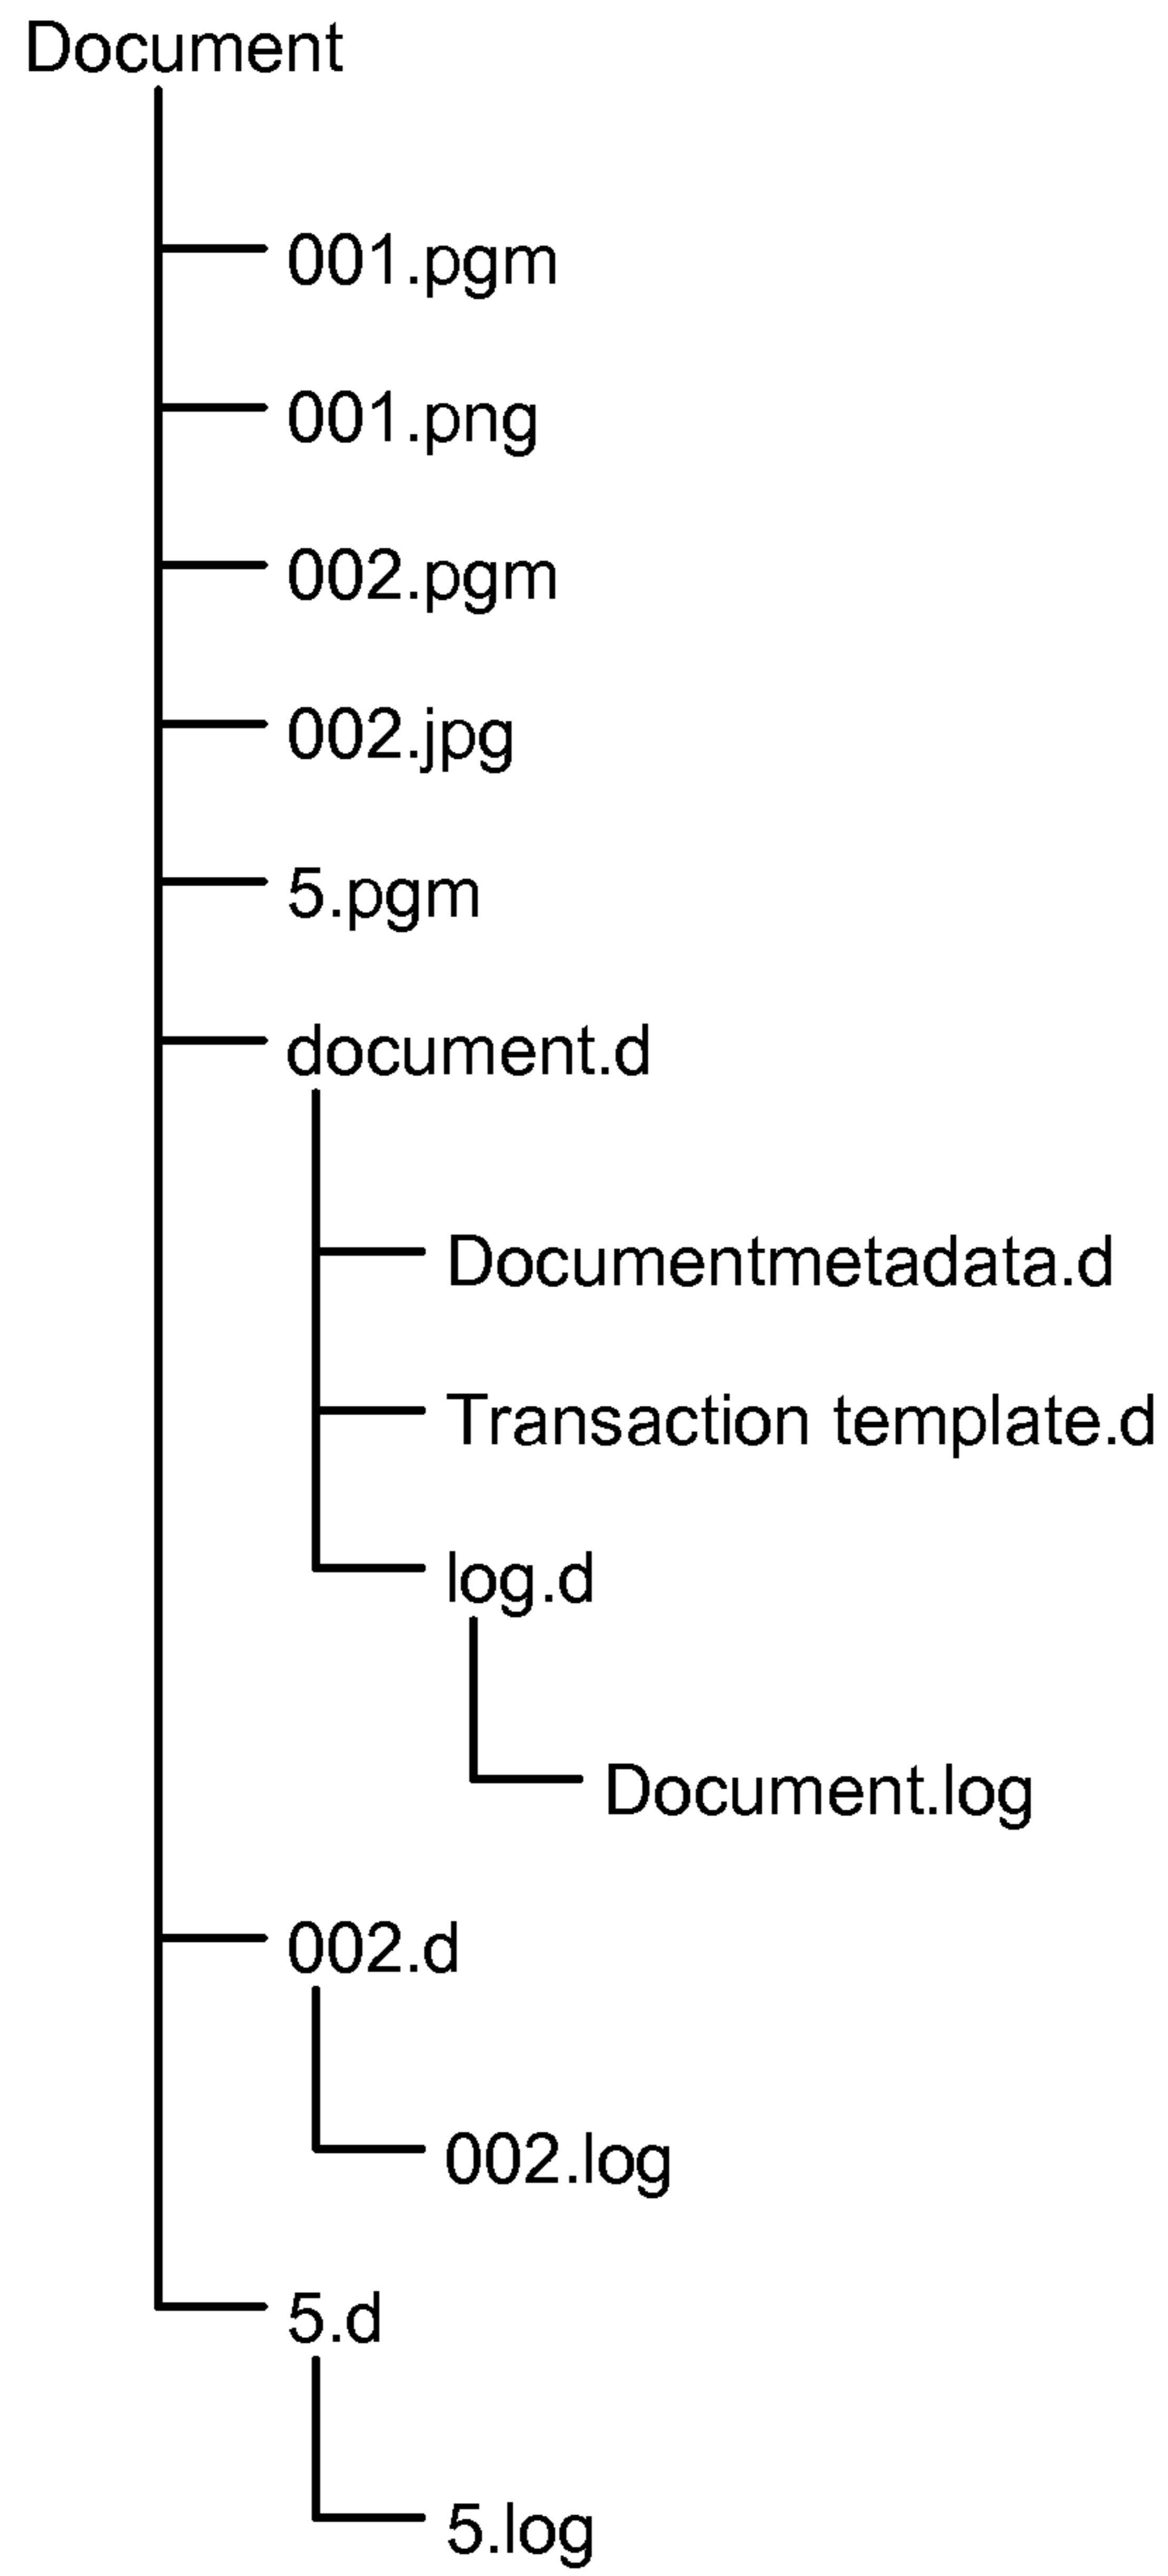 Document
001.pgm
001.png
002.pgm
002.jpg
5.pgm
document.d
Documentmetadata.d
Transaction template.d
log.d
Document.log
002.d
002.log
5.d
5.log